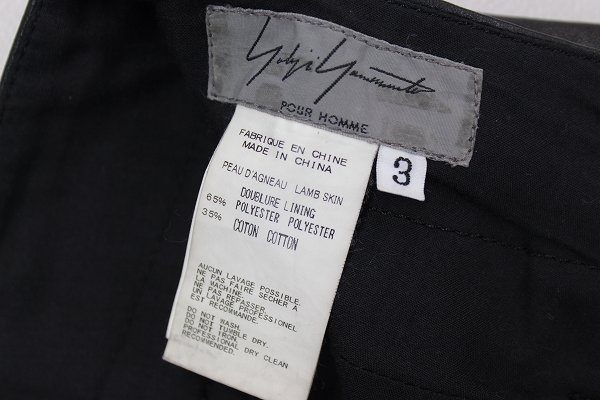 Yohji Yamamoto
POUR HOMME
3
FABRIQUE EN CHINE
MADE IN CHINA
PEAU D'AGNEAU LAMB SKIN
DOUBLURE LINING
65% POLYESTER POLYESTER
35% COTON COTTON
AUCUN LAVAGE POSSIBLE.
NE PAS FAIRE SECHER À
LA MACHINE.
NE PAS REPASSER.
UN LAVAGE PROFESSIONEL
EST RECOMMANDE.
DO NOT WASH.
DO NOT TUMBLE DRY.
DO NOT IRON.
PROFESSIONAL DRY CLEAN
RECOMMENDED.